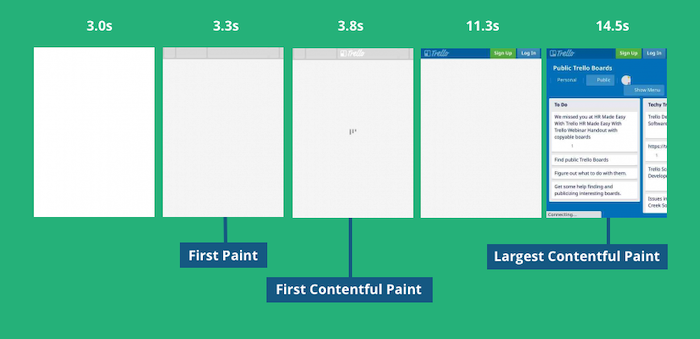 3.0s
3.3s
3.8s
11.3s
14.5s
Trello
Trello
Sign Up
Log In
Trello
Sign Up
Log In
Public Trello Boards
Personal
Public
Show Menu
To Do
We missed you at HR Made Easy
With Trello HR Made Easy With
Trello Webinar Handout with
copyable boards
1
Find public Trello Boards
Figure out what to do with them.
Get some help finding and
publicizing interesting boards.
Techy Tr
Trello De
Software
https://t
1
Trello So
Develop
Issues W
Creek So
Connecting...
First Paint
First Contentful Paint
Largest Contentful Paint